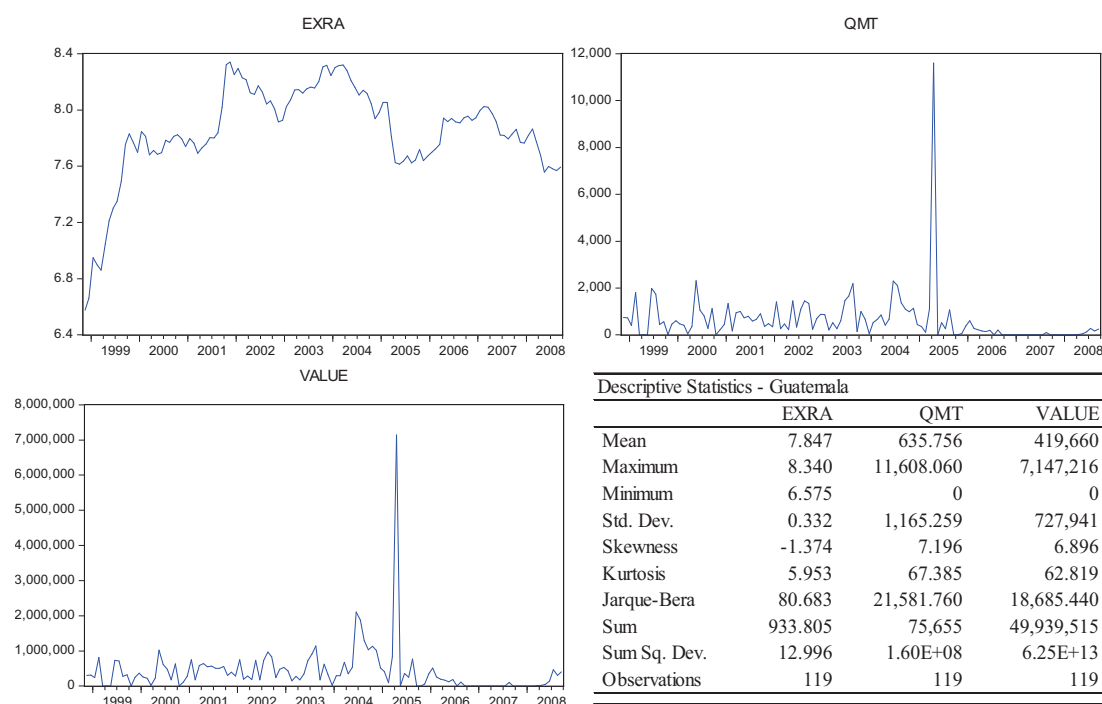 EXRA
8.4
8.0
7.6
7.2
6.8
6.4
1999 2000 2001 2002 2003 2004 2005 2006 2007 2008
QMT
12,000
10,000
8,000
6,000
4,000
2,000
0
1999 2000 2001 2002 2003 2004 2005 2006 2007 2008
VALUE
8,000,000
7,000,000
6,000,000
5,000,000
4,000,000
3,000,000
2,000,000
1,000,000
0
1999 2000 2001 2002 2003 2004 2005 2006 2007 2008
Descriptive Statistics - Guatemala
EXRA QMT VALUE
Mean 7.847 635.756 419,660
Maximum 8.340 11,608.060 7,147,216
Minimum 6.575 0 0
Std. Dev. 0.332 1,165.259 727,941
Skewness -1.374 7.196 6.896
Kurtosis 5.953 67.385 62.819
Jarque-Bera 80.683 21,581.760 18,685.440
Sum 933.805 75,655 49,939,515
Sum Sq. Dev. 12.996 1.60E+08 6.25E+13
Observations 119 119 119